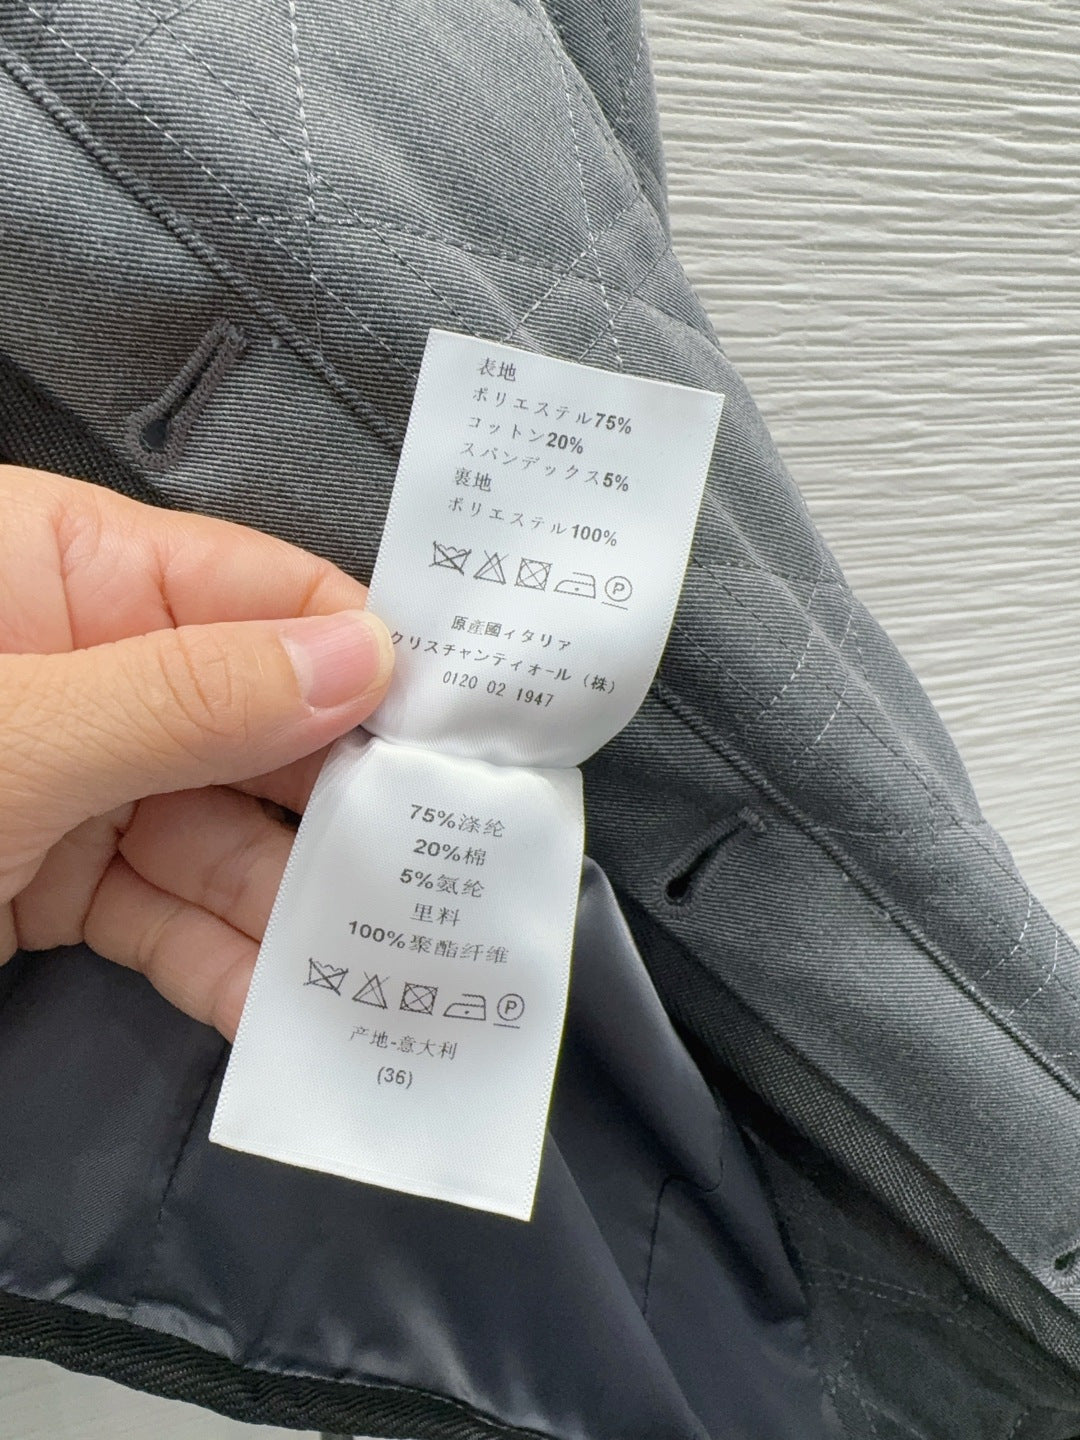 表地
ポリエステル75%
コットン20%
スパンデックス5%
裏地
ポリエステル100%
P
原産國イタリア
クリスチャンディオール（株）
0120 02 1947
75%涤纶
20%棉
5%氨纶
里料
100%聚酯纤维
P
产地-意大利
(36)